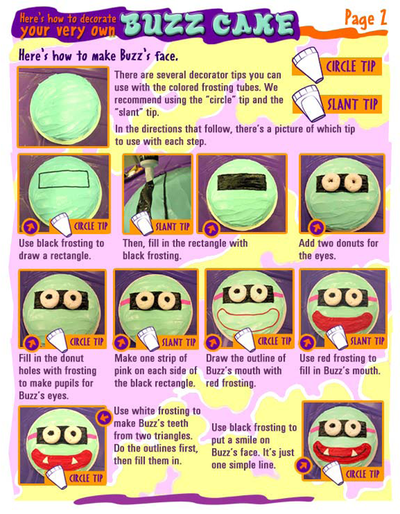 Here's how to decorate
your very own
BUZZ CAKE
Page 2
Here's how to make Buzz's face.
There are several decorator tips you can
use with the colored frosting tubes. We
recommend using the "circle" tip and the
"slant" tip.
In the directions that follow, there's a picture of which tip
to use with each step.
CIRCLE TIP
SLANT TIP
CIRCLE TIP
Use black frosting to
draw a rectangle.
SLANT TIP
Then, fill in the rectangle with
black frosting.
Add two donuts for
the eyes.
CIRCLE TIP
Fill in the donut
holes with frosting
to make pupils for
Buzz's eyes.
SLANT TIP
Make one strip of
pink on each side of
the black rectangle.
CIRCLE TIP
Draw the outline of
Buzz's mouth with
red frosting.
SLANT TIP
Use red frosting to
fill in Buzz's mouth.
CIRCLE TIP
Use white frosting to
make Buzz's teeth
from two triangles.
Do the outlines first,
then fill them in.
Use black frosting to
put a smile on
Buzz's face. It's just
one simple line.
CIRCLE TIP